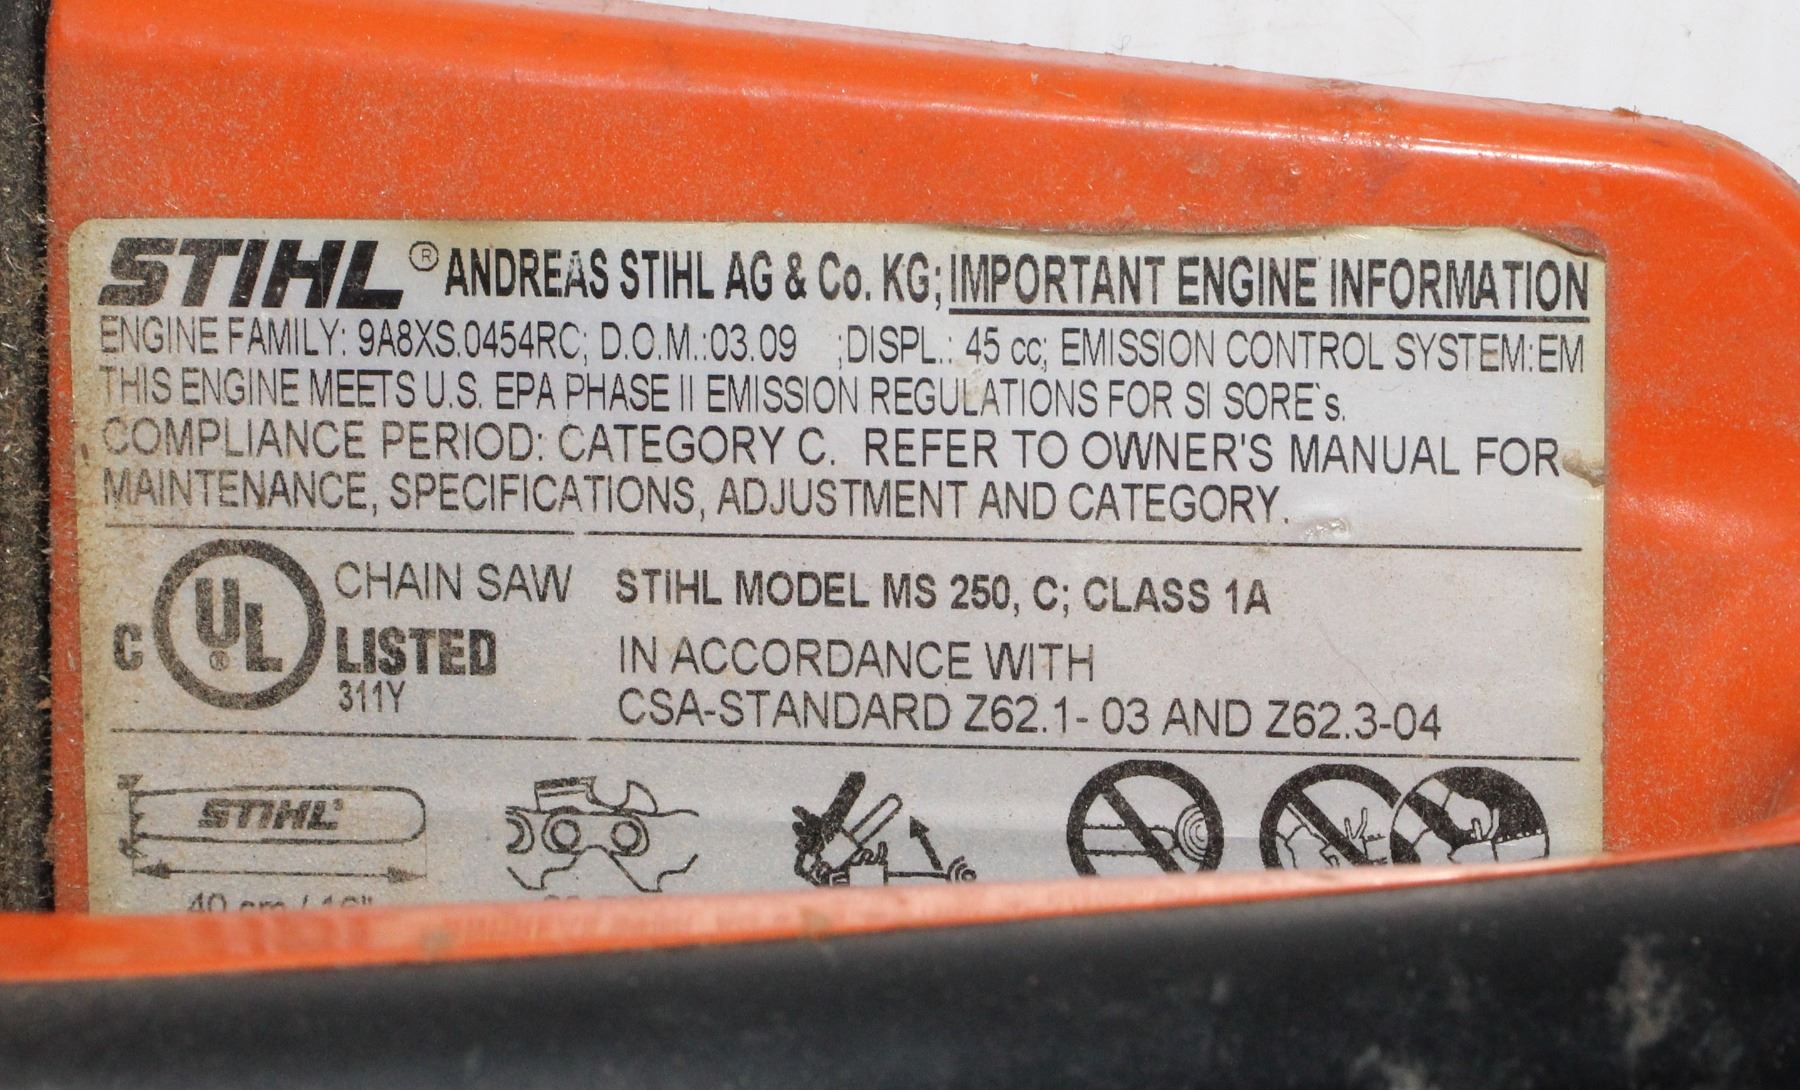 STIHL ® ANDREAS STIHL AG & Co. KG; IMPORTANT ENGINE INFORMATION
ENGINE FAMILY: 9A8XS.0454RC; D.O.M.:03.09 ;DISPL.: 45 cc; EMISSION CONTROL SYSTEM:EM
THIS ENGINE MEETS U.S. EPA PHASE II EMISSION REGULATIONS FOR SI SORE`s.
COMPLIANCE PERIOD: CATEGORY C. REFER TO OWNER'S MANUAL FOR
MAINTENANCE, SPECIFICATIONS, ADJUSTMENT AND CATEGORY.
C UL ® CHAIN SAW
LISTED
311Y
STIHL MODEL MS 250, C; CLASS 1A
IN ACCORDANCE WITH
CSA-STANDARD Z62.1- 03 AND Z62.3-04
STIHL
40 cm / 16"